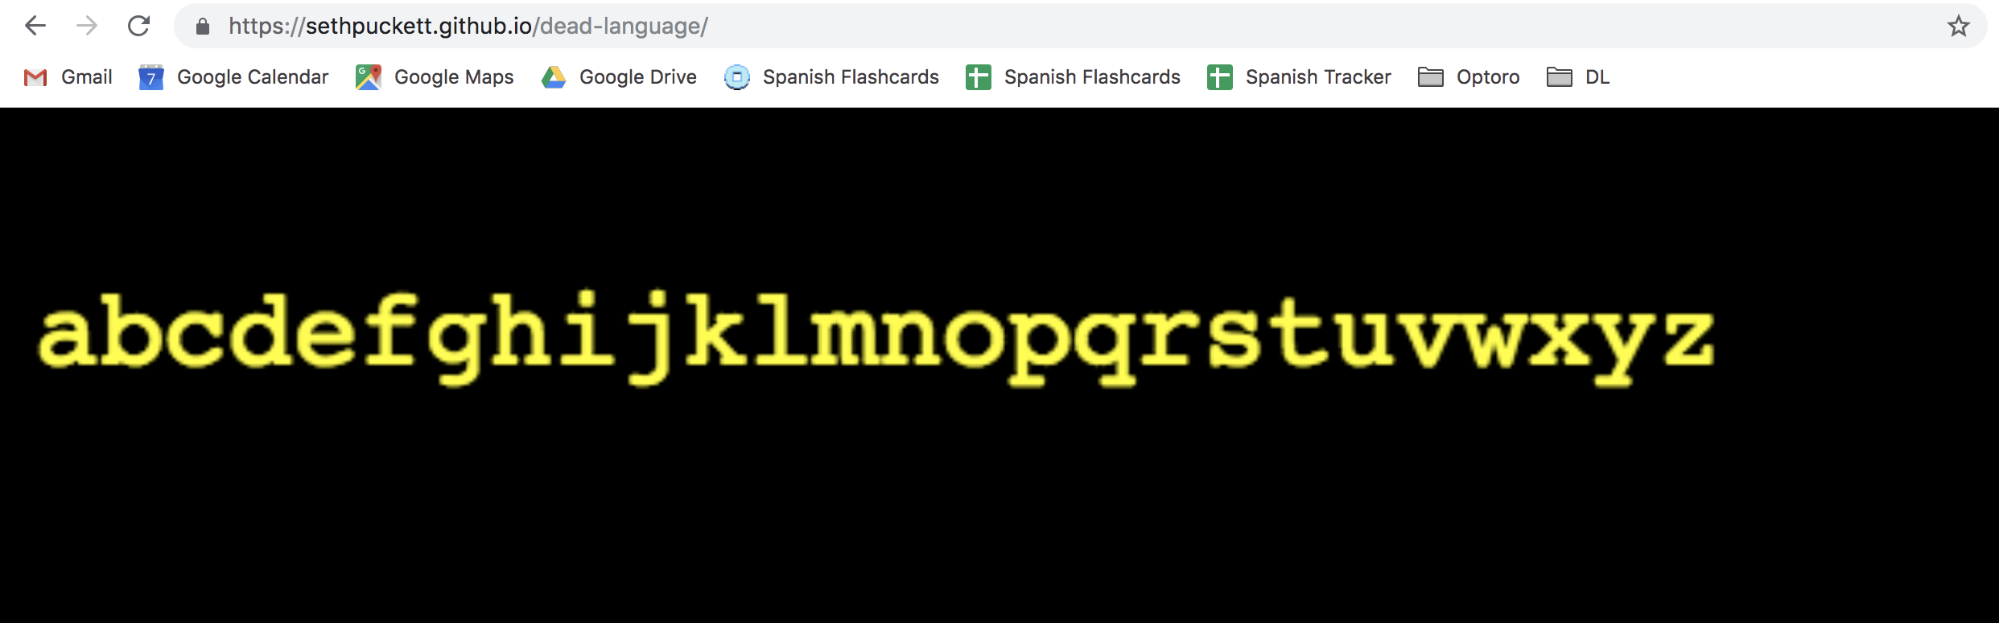 https://sethpuckett.github.io/dead-language/
Gmail 7 Google Calendar G Google Maps Google Drive Spanish Flashcards Spanish Flashcards Spanish Tracker Optoro DL
abcdefghijklmnopqrstuvwxyz